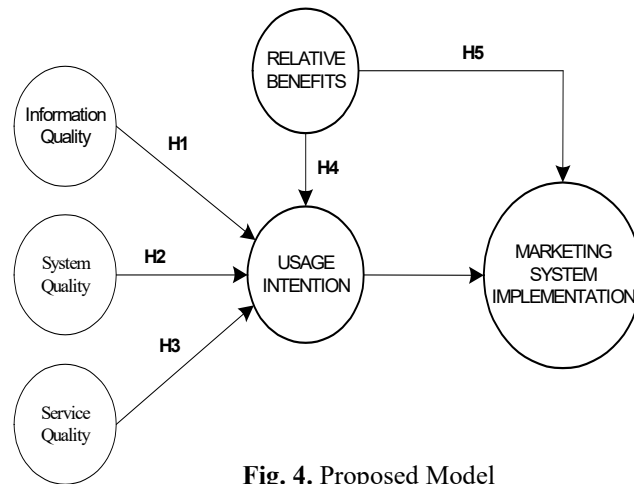 RELATIVE
BENEFITS
H5
Information
Quality
H1
H4
System
Quality
H2
USAGE
INTENTION
MARKETING
SYSTEM
IMPLEMENTATION
H3
Service
Quality
Fig. 4. Proposed Model